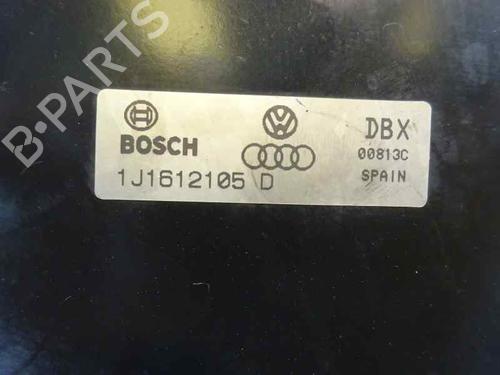 B-PARTS
BOSCH
DBX
00813C
1J1612105 D
SPAIN